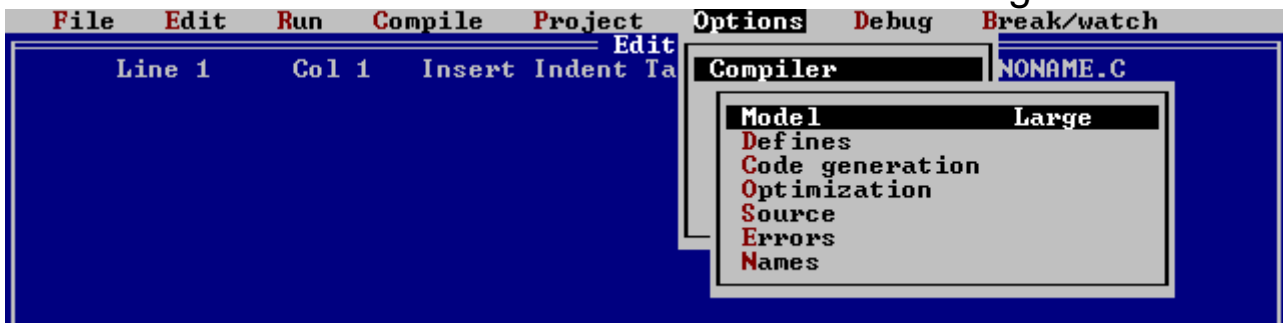 File Edit Run Compile Project Options Debug Break/watch
Edit
Line 1 Col 1 Insert Indent Ta Compiler NONAME.C
Model Large
Defines
Code generation
Optimization
Source
Errors
Names